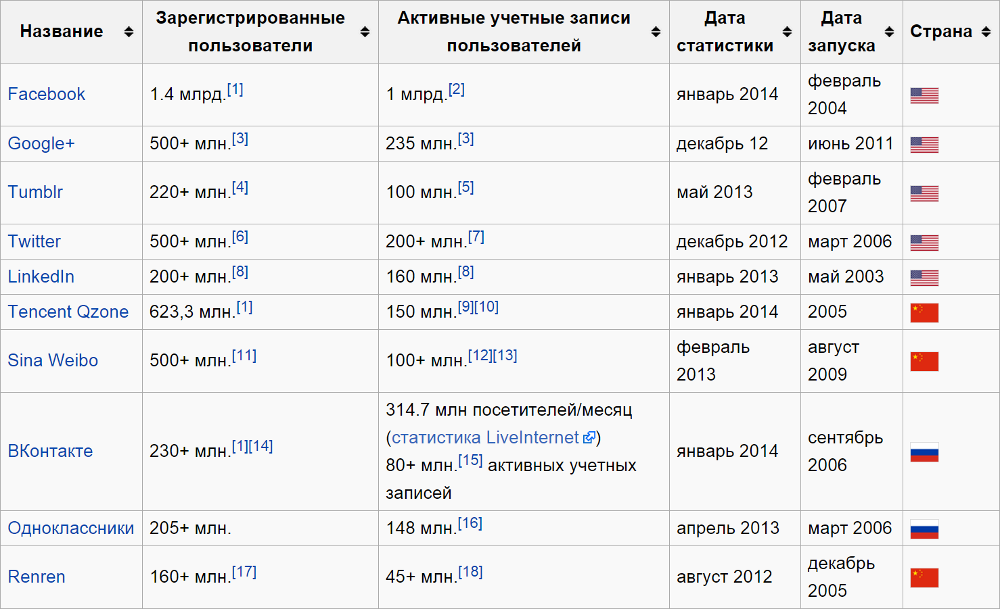 Название
Зарегистрированные
пользователи
Активные учетные записи
пользователей
Дата
статистики
Дата
запуска
Страна
Facebook
1.4 млрд.[1]
1 млрд.[2]
январь 2014
февраль
2004
Google+
500+ млн.[3]
235 млн.[3]
декабрь 12
июнь 2011
Tumblr
220+ млн.[4]
100 млн.[5]
май 2013
февраль
2007
Twitter
500+ млн.[6]
200+ млн.[7]
декабрь 2012
март 2006
LinkedIn
200+ млн.[8]
160 млн.[8]
январь 2013
май 2003
Tencent Qzone
623,3 млн.[1]
150 млн.[9][10]
январь 2014
2005
Sina Weibo
500+ млн.[11]
100+ млн.[12][13]
февраль
2013
август
2009
ВКонтакте
230+ млн.[1][14]
314.7 млн посетителей/месяц
(статистика LiveInternet)
80+ млн.[15] активных учетных
записей
январь 2014
сентябрь
2006
Одноклассники
205+ млн.
148 млн.[16]
апрель 2013
март 2006
Renren
160+ млн.[17]
45+ млн.[18]
август 2012
декабрь
2005